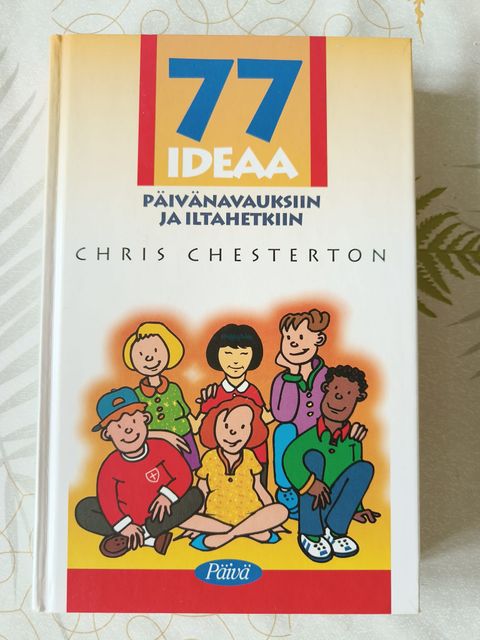 77
IDEAA
PÄIVÄNAVAUKSIIN
JA ILTAHETKIIN
CHRIS CHESTERTON
Päivä